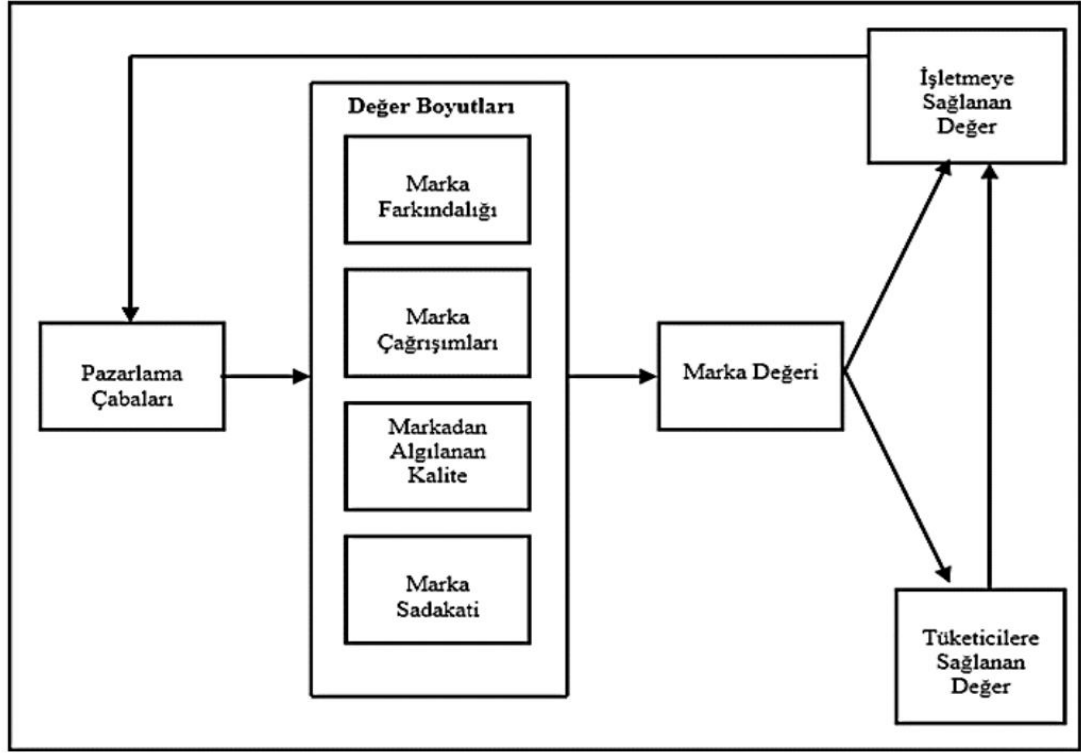 Değer Boyutları
Marka
Farkındalığı
Marka
Çağrışımları
Markadan
Algılanan
Kalite
Marka
Sadakati
Pazarlama
Çabaları
Marka Değeri
İşletmeye
Sağlanan
Değer
Tüketicilere
Sağlanan
Değer